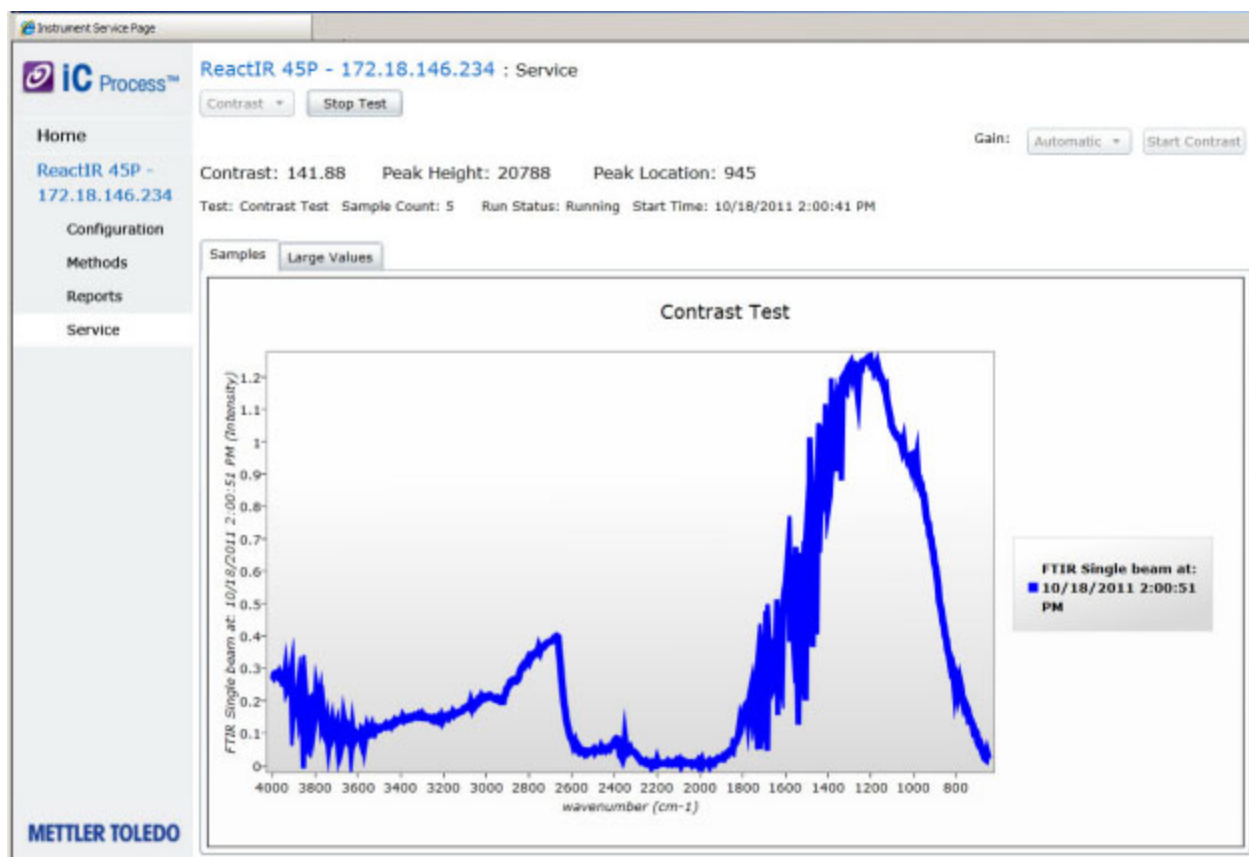 Instrument Service Page
iC Process™
ReactIR 45P - 172.18.146.234 : Service
Contrast
Stop Test
Home
Gain:
Automatic
Start Contrast
ReactIR 45P -
172.18.146.234
Contrast: 141.88 Peak Height: 20788 Peak Location: 945
Test: Contrast Test Sample Count: 5 Run Status: Running Start Time: 10/18/2011 2:00:41 PM
Configuration
Methods
Reports
Service
Samples
Large Values
Contrast Test
FTIR Single beam at: 10/18/2011 2:00:51 PM (Intensity)
1.2
1.1
1
0.9
0.8
0.7
0.6
0.5
0.4
0.3
0.2
0.1
0
4000 3800 3600 3400 3200 3000 2800 2600 2400 2200 2000 1800 1600 1400 1200 1000 800
wavenumber (cm-1)
FTIR Single beam at:
10/18/2011 2:00:51
PM
METTLER TOLEDO